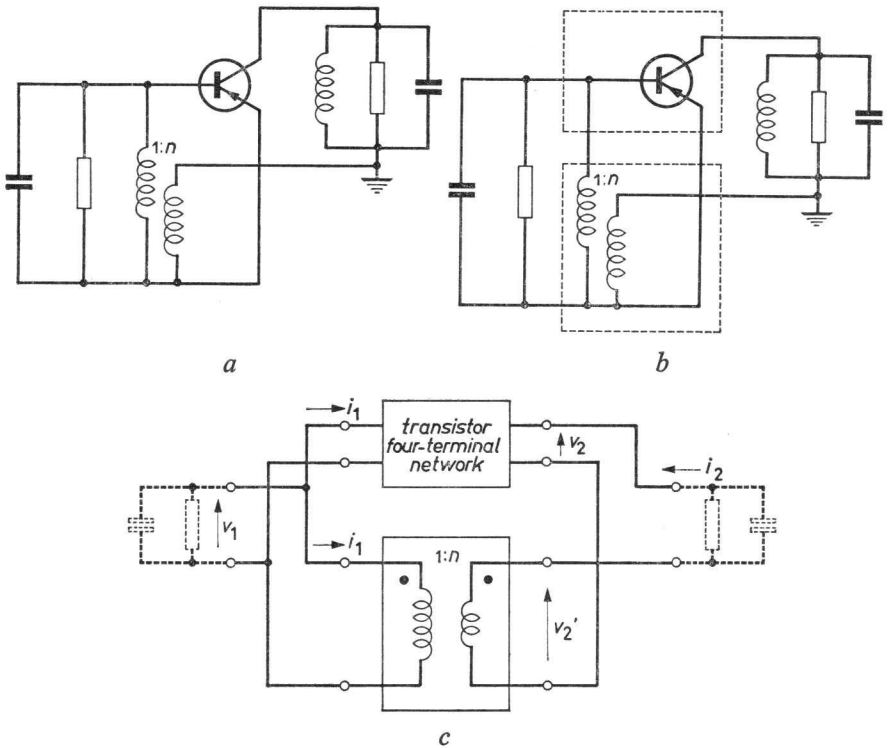 1:n
1:n
a
b
i1
transistor
four-terminal
network
v2
i2
v1
i1
1:n
v2'
c